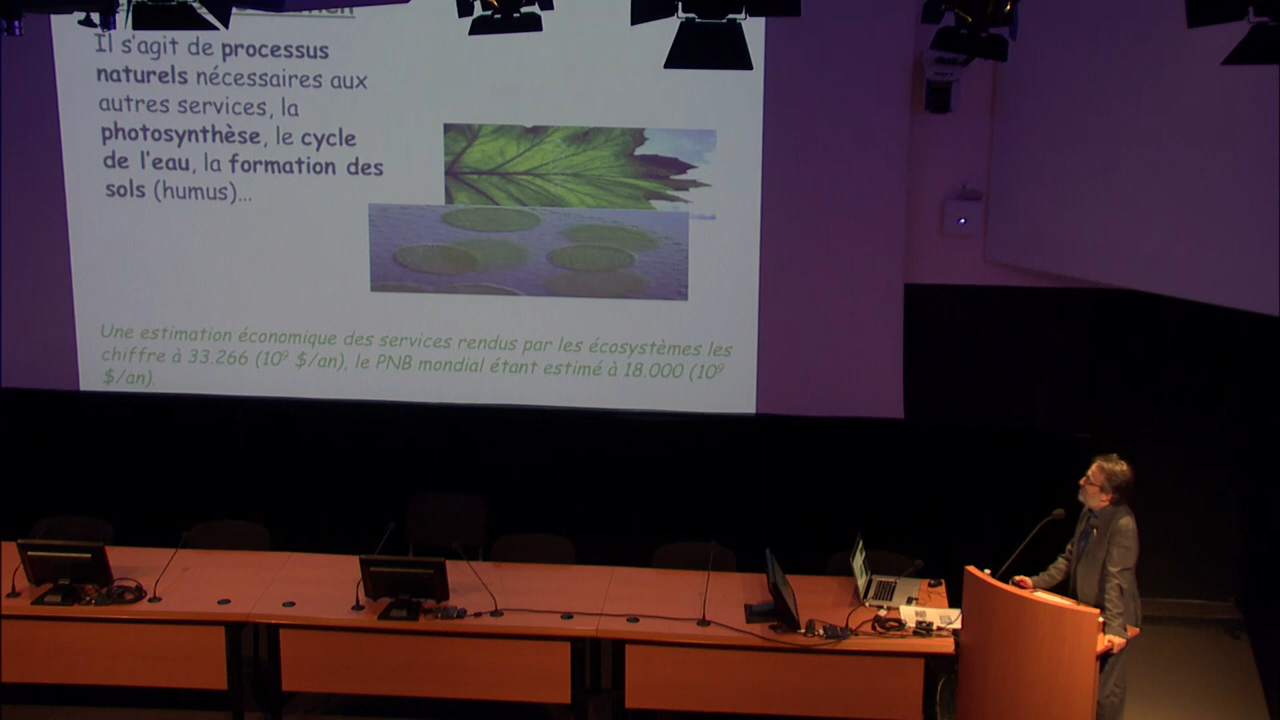 Il s'agit de processus
naturels nécessaires aux
autres services, la
photosynthèse, le cycle
de l'eau, la formation des
sols (humus)...
Une estimation économique des services rendus par les écosystèmes les
chiffre à 33.266 (10⁹ $/an), le PNB mondial étant estimé à 18.000 (10⁹
$/an).